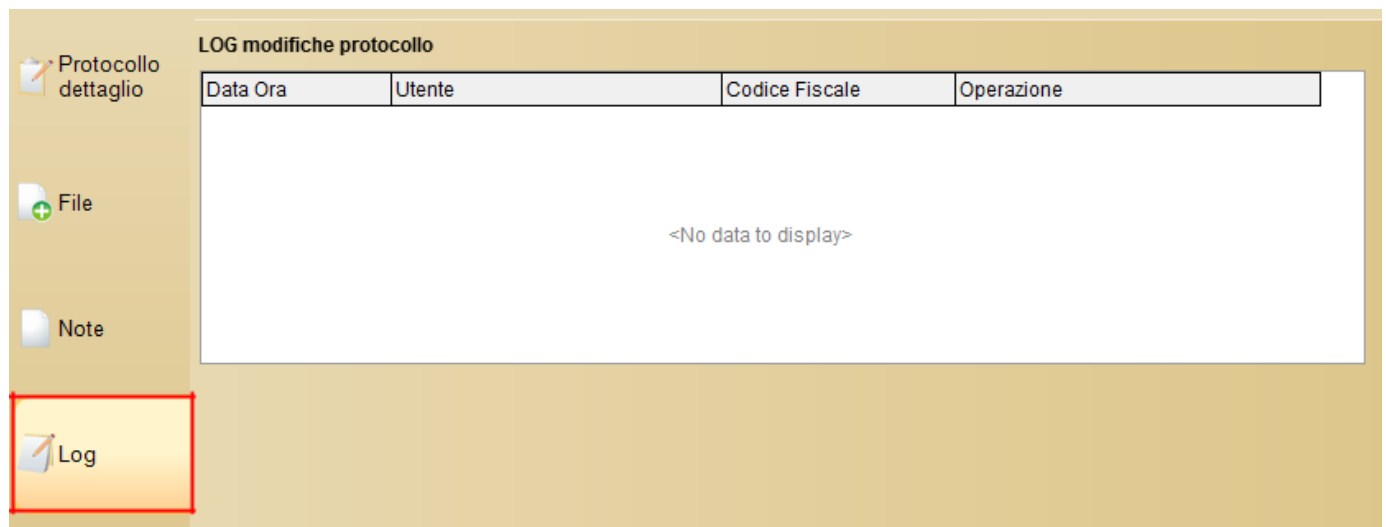 Protocollo
dettaglio
File
Note
Log
LOG modifiche protocollo
Data Ora Utente Codice Fiscale Operazione
<No data to display>